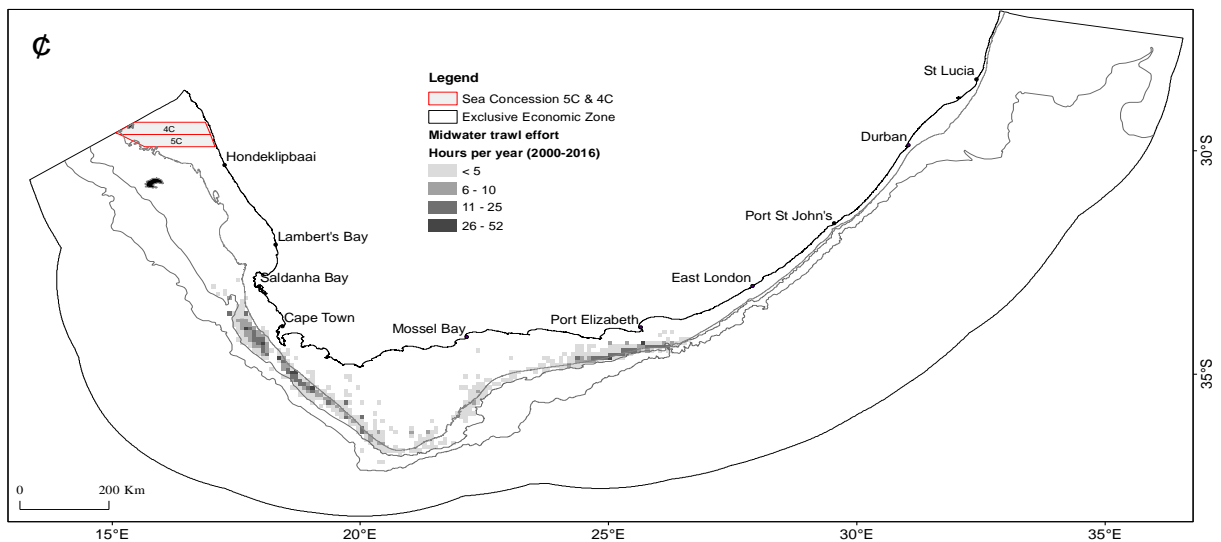 ₵
Legend
Sea Concession 5C & 4C
Exclusive Economic Zone
Midwater trawl effort
Hours per year (2000-2016)
< 5
6 - 10
11 - 25
26 - 52
4C
5C
Hondeklipbaai
Lambert's Bay
Saldanha Bay
Cape Town
Mossel Bay
Port Elizabeth
East London
Port St John's
Durban
St Lucia
30°S
35°S
0 200 Km
15°E 20°E 25°E 30°E 35°E